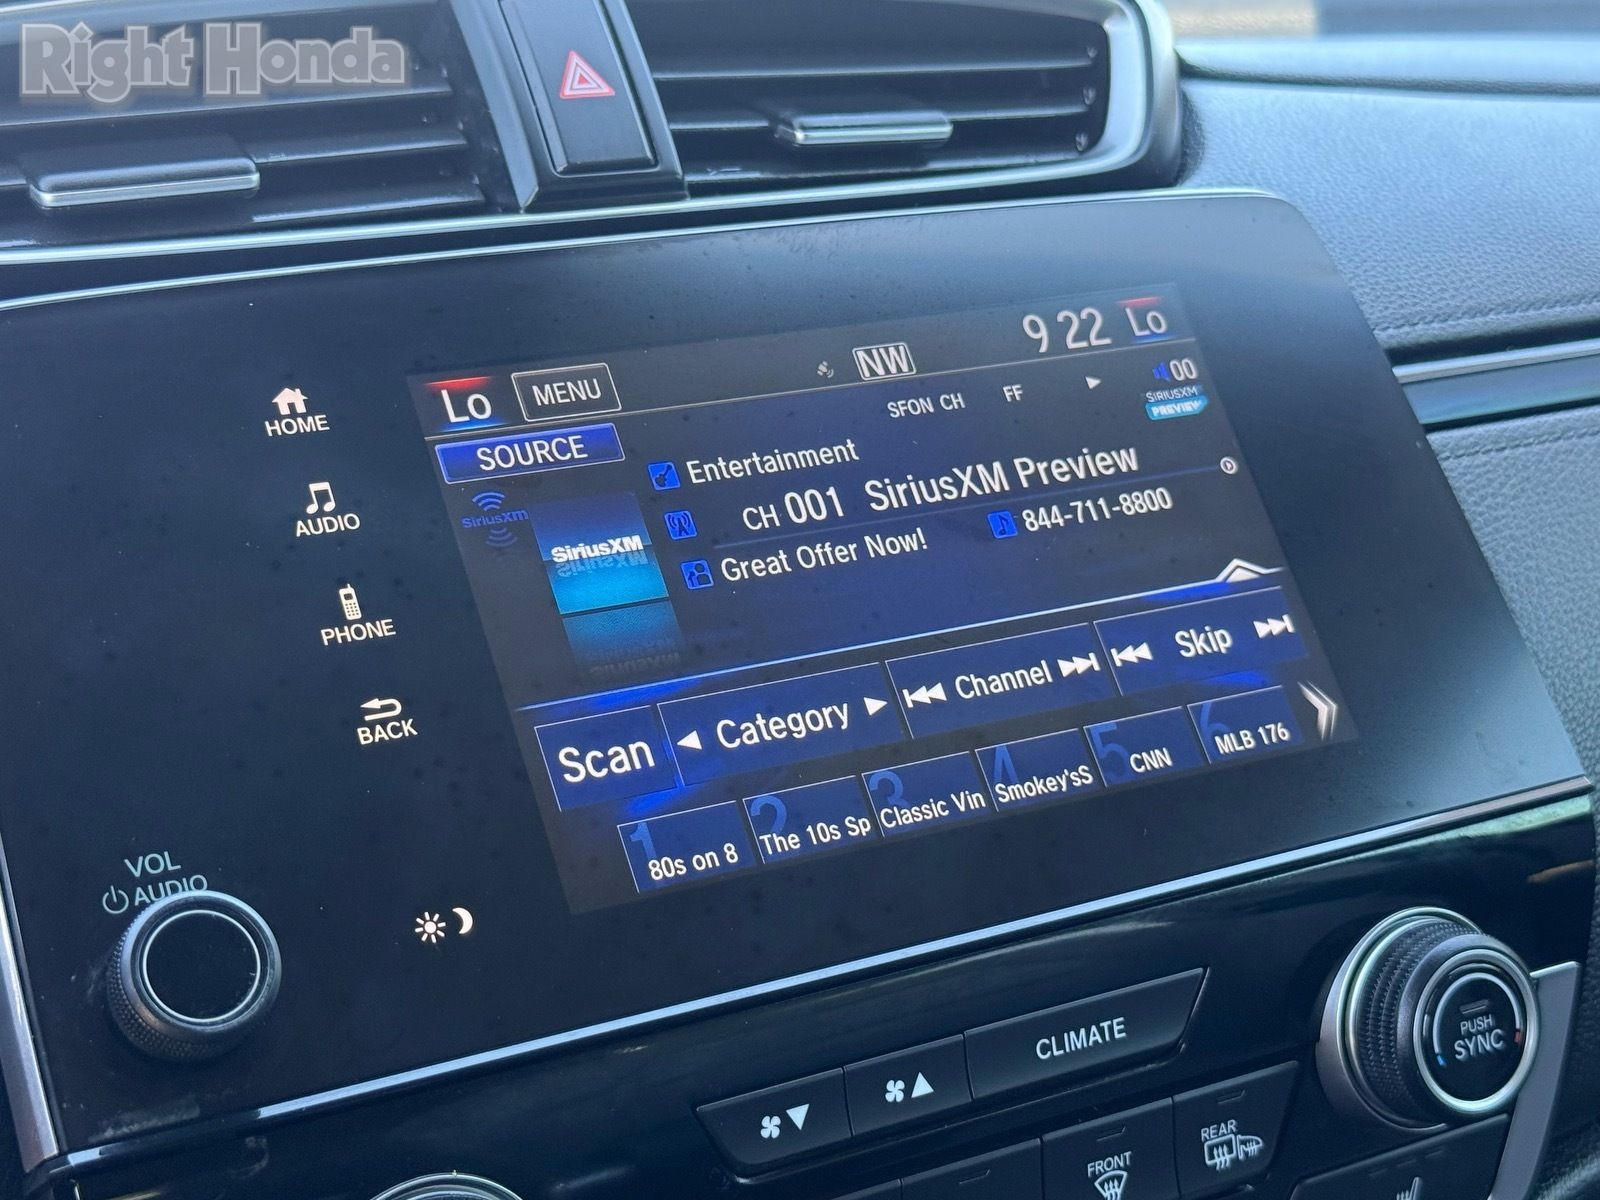 Right Honda
HOME
AUDIO
PHONE
BACK
VOL
AUDIO
Lo
MENU
NW
9 22
Lo
SFON CH
FF
00
SIRIUSXM
PREVIEW
SOURCE
SiriusXM
SiriusXM
Entertainment
CH 001 SiriusXM Preview
Great Offer Now!
844-711-8800
Scan
Category
Channel
Skip
1 80s on 8
2 The 10s Sp
3 Classic Vin
4 Smokey'sS
5 CNN
6 MLB 176
CLIMATE
PUSH
SYNC
FRONT
REAR